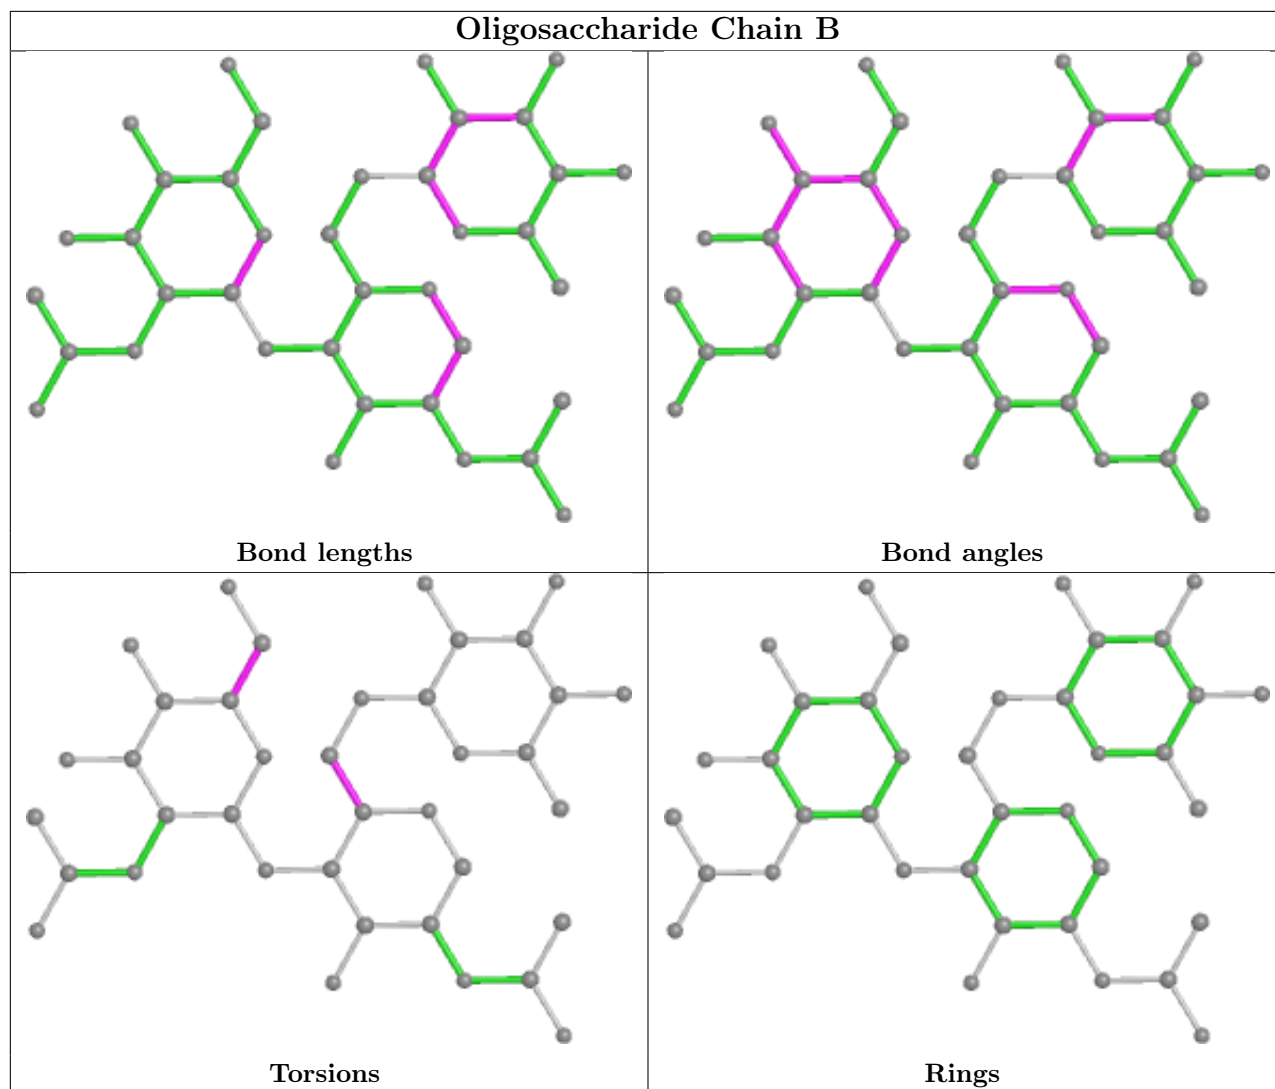 Oligosaccharide Chain B
Bond lengths
Bond angles
Torsions
Rings